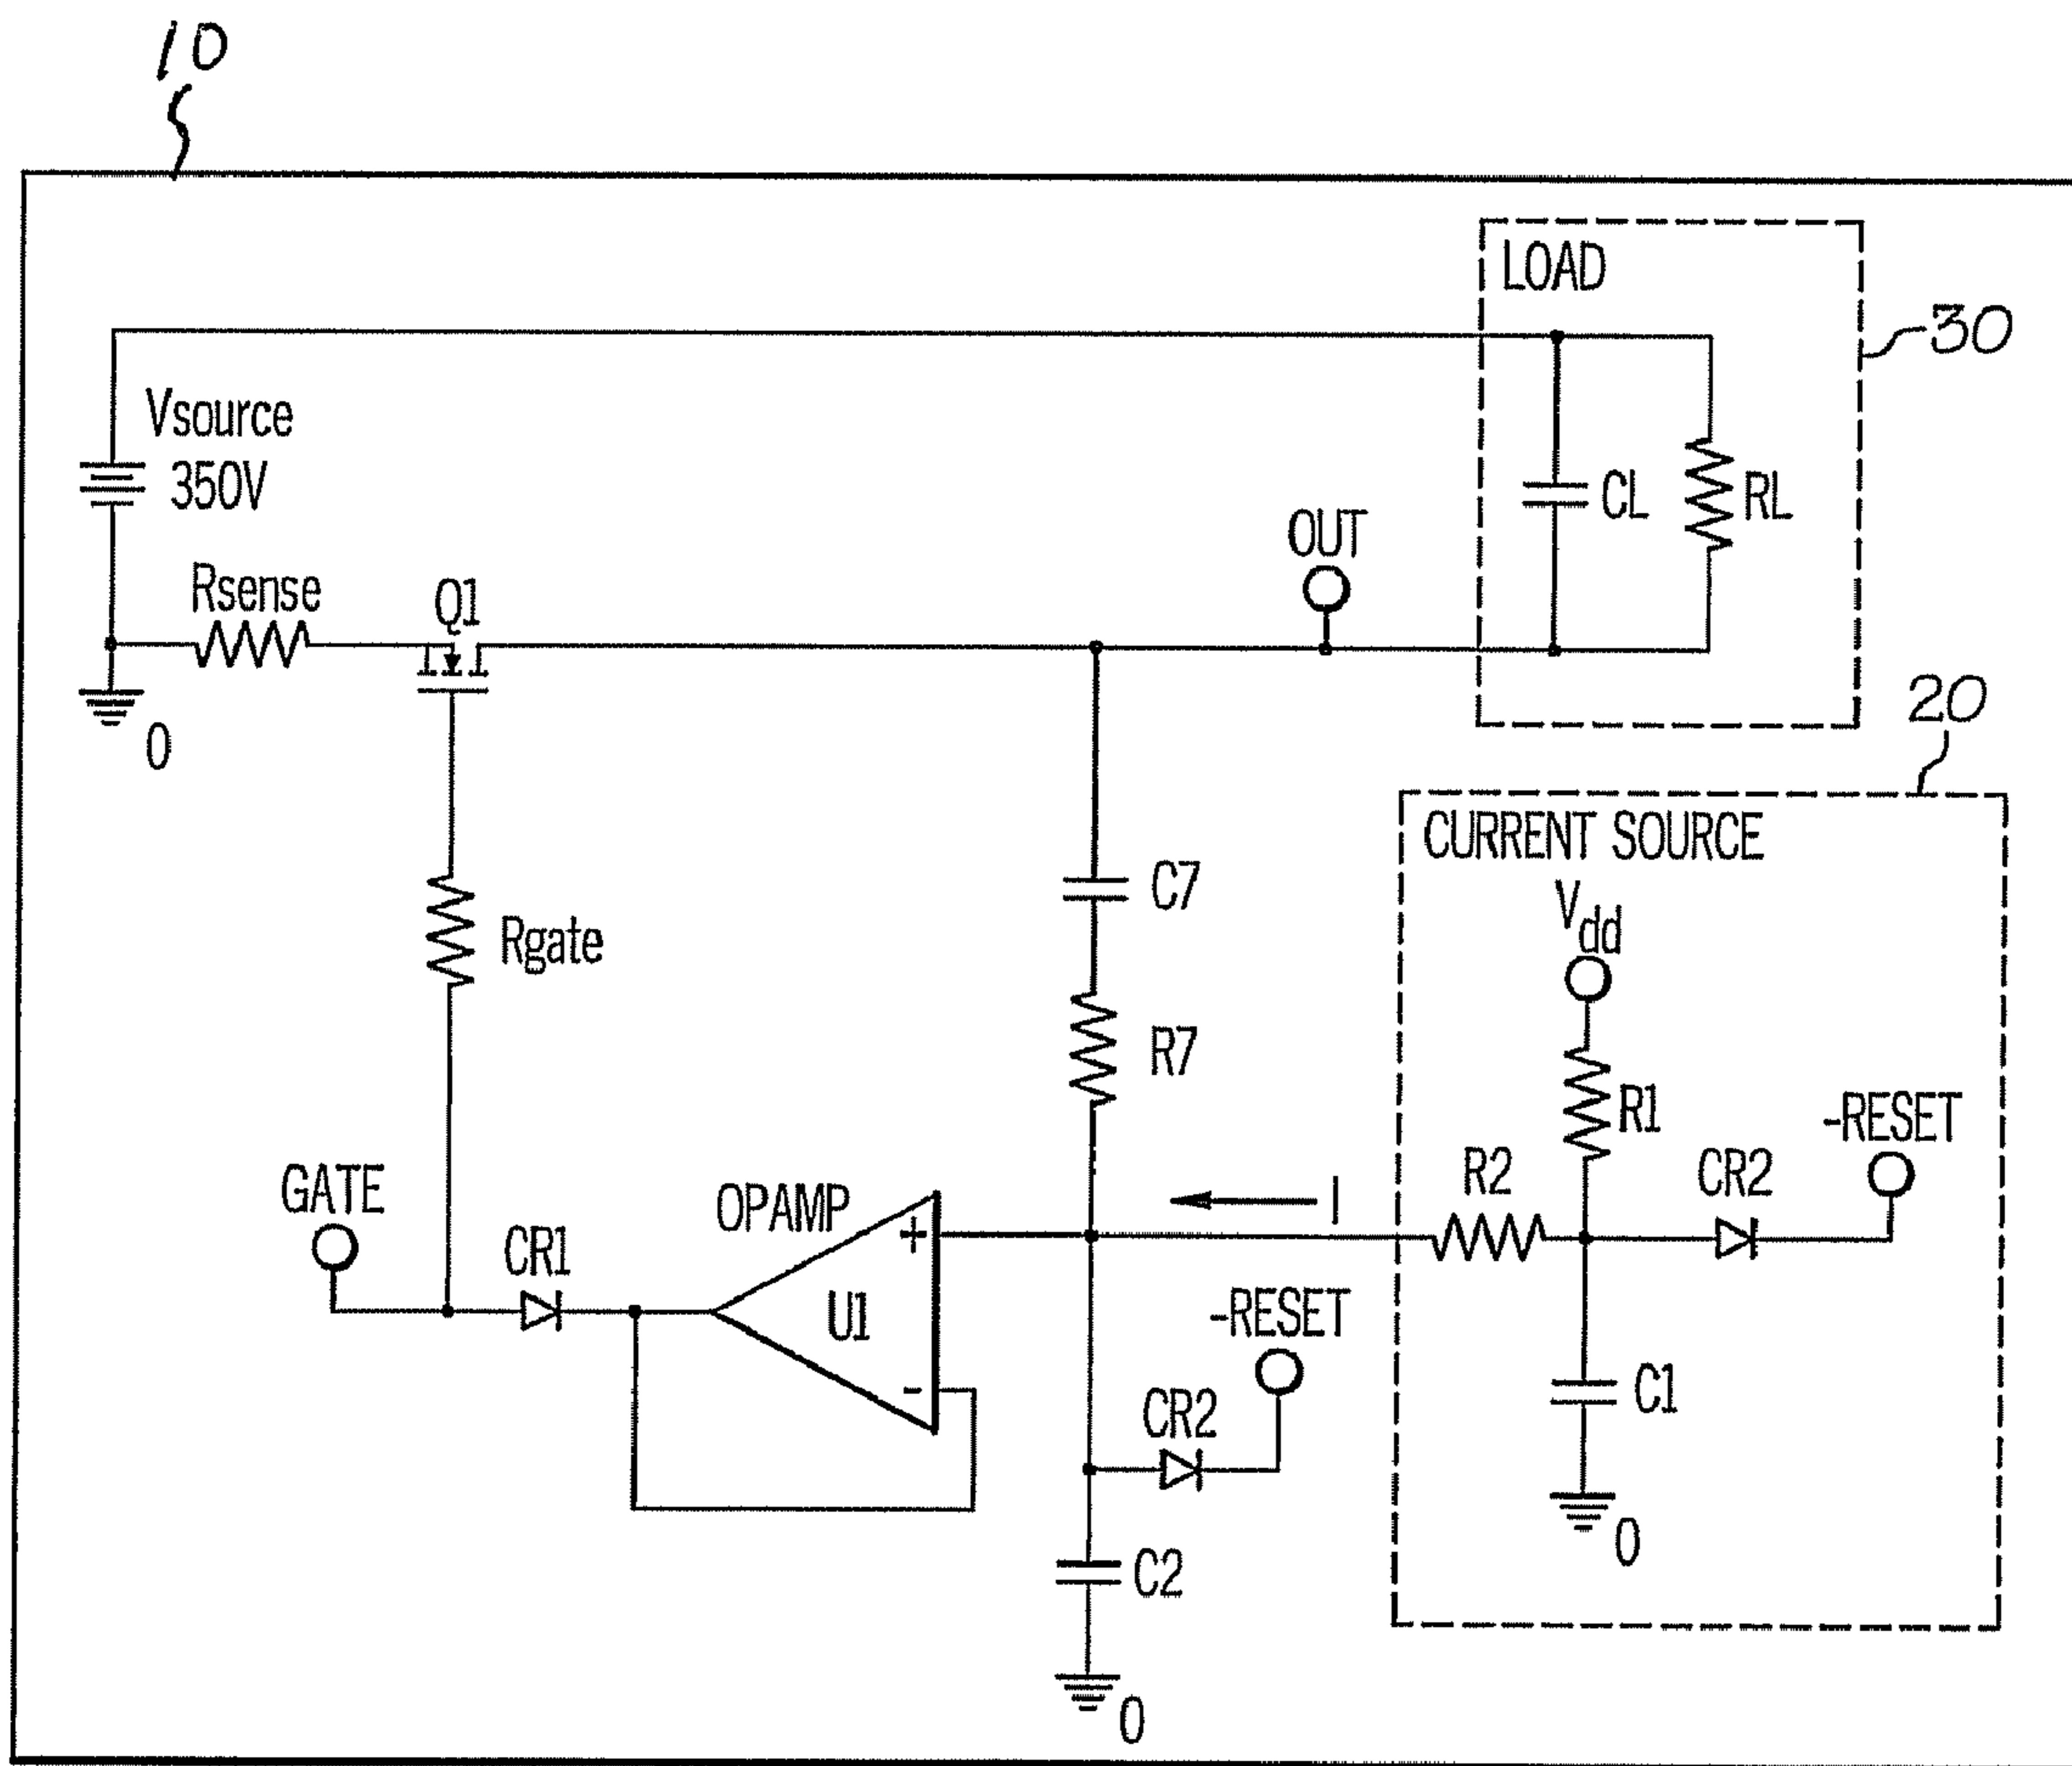 10
LOAD
30
Vsource
350V
CL
RL
OUT
Rsense
Q1
0
20
CURRENT SOURCE
Vdd
C7
Rgate
R7
R1
-RESET
R2
CR2
I
GATE
OPAMP
CR1
+
U1
-
-RESET
CR2
C1
0
C2
0